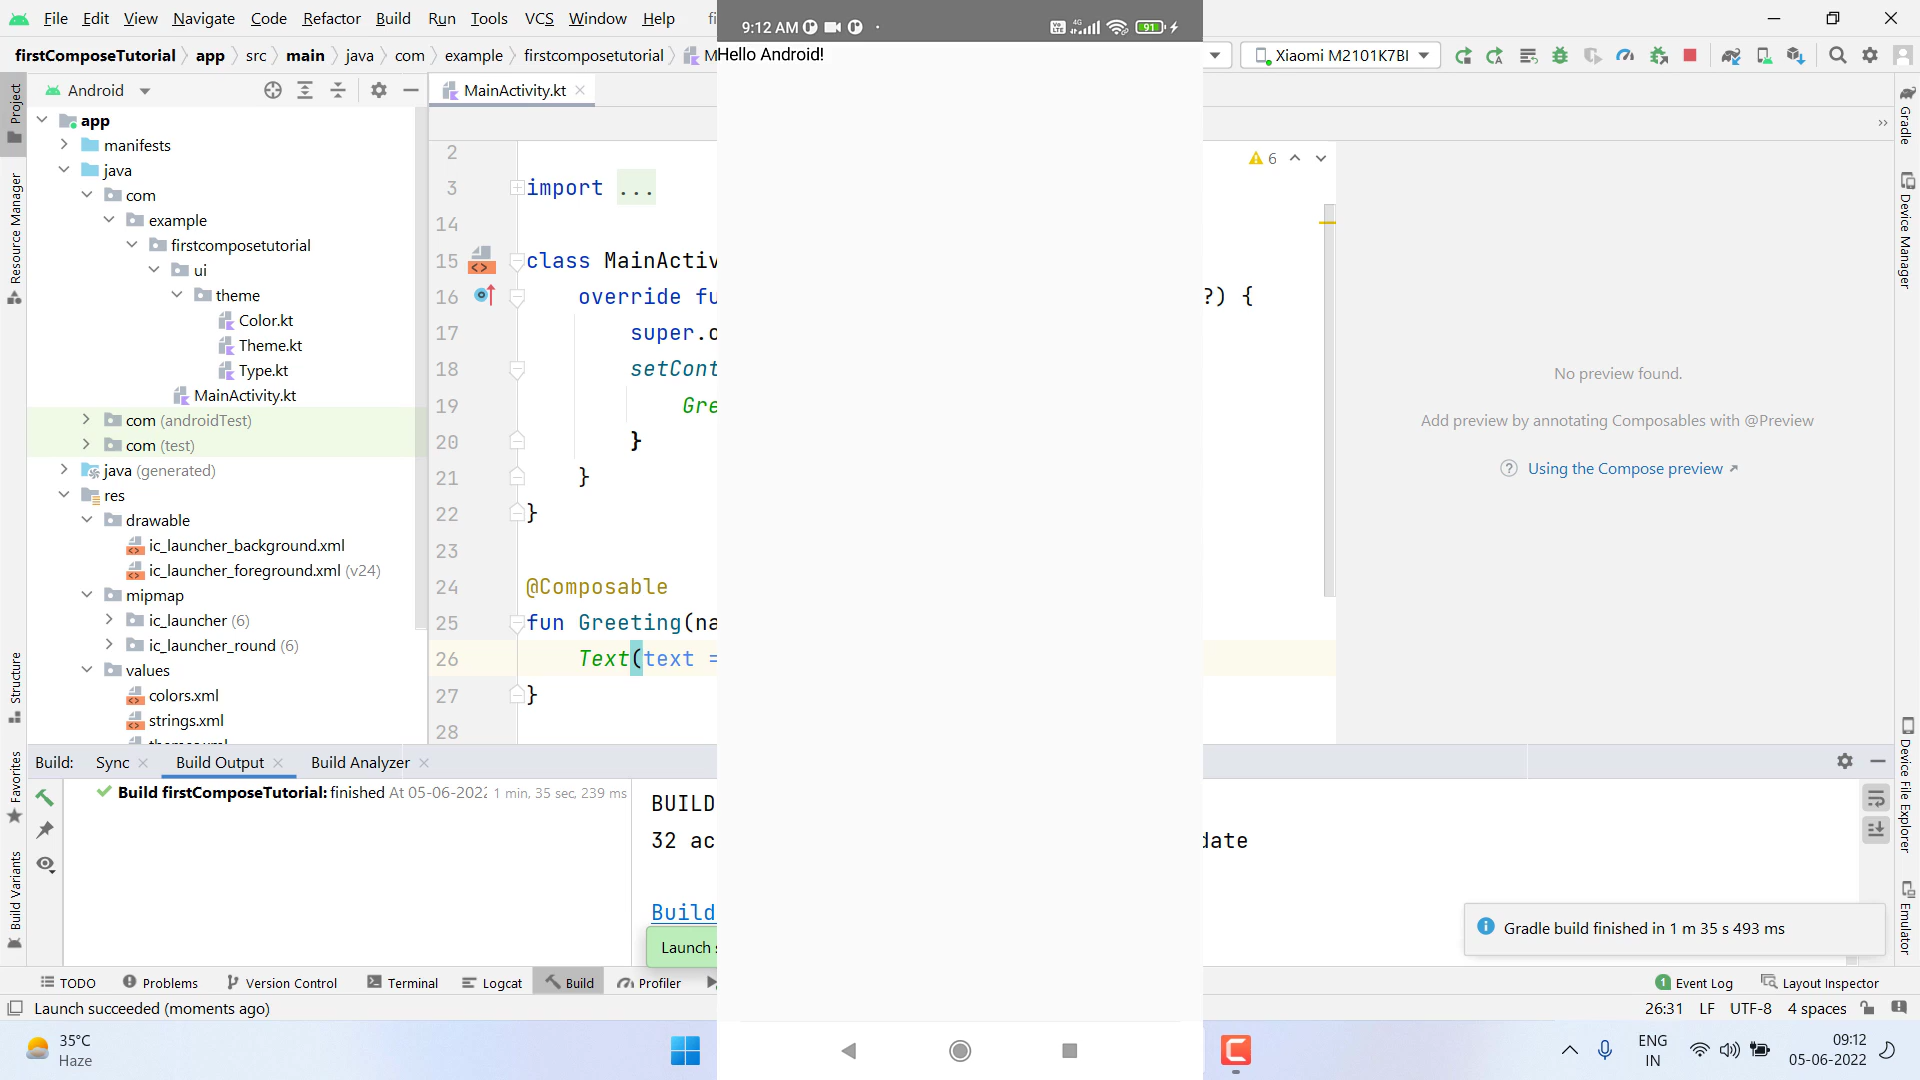 File Edit View Navigate Code Refactor Build Run Tools VCS Window Help
firstComposeTutorial app src main java com example firstcomposetutorial
9:12 AM 4G 91
Hello Android!
Xiaomi M2101K7BI
Android
MainActivity.kt
app
manifests
java
com
example
firstcomposetutorial
ui
theme
Color.kt
Theme.kt
Type.kt
MainActivity.kt
com (androidTest)
com (test)
java (generated)
res
drawable
ic_launcher_background.xml
ic_launcher_foreground.xml (v24)
mipmap
ic_launcher (6)
ic_launcher_round (6)
values
colors.xml
strings.xml
Project
Resource Manager
Structure
Favorites
Build Variants
2
3 import ...
14
15 class MainActiv
16 override fu ?) {
17 super.o
18 setCont
19 Gre
20 }
21 }
22 }
23
24 @Composable
25 fun Greeting(na
26 Text(text =
27 }
28
6
No preview found.
Add preview by annotating Composables with @Preview
Using the Compose preview
Gradle
Device Manager
Device File Explorer
Emulator
Build: Sync Build Output Build Analyzer
Build firstComposeTutorial: finished At 05-06-2022 1 min, 35 sec, 239 ms
BUILD
32 ac date
Build
Launch s
Gradle build finished in 1 m 35 s 493 ms
TODO Problems Version Control Terminal Logcat Build Profiler
1 Event Log Layout Inspector
Launch succeeded (moments ago)
26:31 LF UTF-8 4 spaces
35°C
Haze
ENG
IN
09:12
05-06-2022